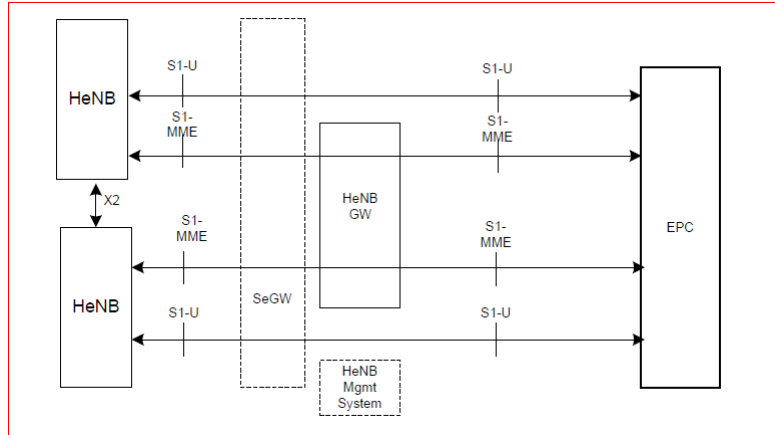 S1-U
S1-U
HeNB
S1-
MME
S1-
MME
X2
HeNB
GW
S1-
MME
S1-
MME
EPC
HeNB
SeGW
S1-U
S1-U
HeNB
Mgmt
System